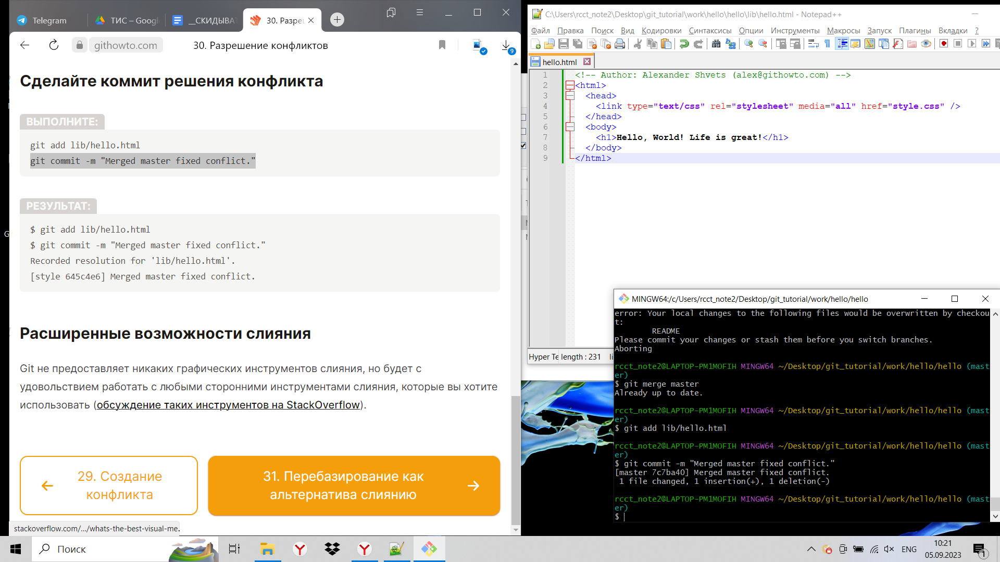 Telegram
ТИС – Google
__СКИДЫВАТ
30. Разреш
githowto.com
30. Разрешение конфликтов
9
Сделайте коммит решения конфликта
ВЫПОЛНИТЕ:
git add lib/hello.html
git commit -m "Merged master fixed conflict."
РЕЗУЛЬТАТ:
$ git add lib/hello.html
$ git commit -m "Merged master fixed conflict."
Recorded resolution for 'lib/hello.html'.
[style 645c4e6] Merged master fixed conflict.
Расширенные возможности слияния
Git не предоставляет никаких графических инструментов слияния, но будет с
удовольствием работать с любыми сторонними инструментами слияния, которые вы хотите
использовать (обсуждение таких инструментов на StackOverflow).
29. Создание
конфликта
31. Перебазирование как
альтернатива слиянию
stackoverflow.com/.../whats-the-best-visual-me.
C:\Users\rcct_note2\Desktop\git_tutorial\work\hello\hello\lib\hello.html - Notepad++
Файл Правка Поиск Вид Кодировки Синтаксисы Опции Инструменты Макросы Запуск Плагины Вкладки ?
hello.html
1 <!-- Author: Alexander Shvets (alex@githowto.com) -->
2 <html>
3 <head>
4 <link type="text/css" rel="stylesheet" media="all" href="style.css" />
5 </head>
6 <body>
7 <h1>Hello, World! Life is great!</h1>
8 </body>
9 </html>
Hyper Te length : 231 li
MINGW64:/c/Users/rcct_note2/Desktop/git_tutorial/work/hello/hello
error: Your local changes to the following files would be overwritten by checkou
t:
README
Please commit your changes or stash them before you switch branches.
Aborting
rcct_note2@LAPTOP-PM1MOFIH MINGW64 ~/Desktop/git_tutorial/work/hello/hello (mast
er)
$ git merge master
Already up to date.
rcct_note2@LAPTOP-PM1MOFIH MINGW64 ~/Desktop/git_tutorial/work/hello/hello (mast
er)
$ git add lib/hello.html
rcct_note2@LAPTOP-PM1MOFIH MINGW64 ~/Desktop/git_tutorial/work/hello/hello (mast
er)
$ git commit -m "Merged master fixed conflict."
[master 7c7ba40] Merged master fixed conflict.
1 file changed, 1 insertion(+), 1 deletion(-)
rcct_note2@LAPTOP-PM1MOFIH MINGW64 ~/Desktop/git_tutorial/work/hello/hello (mast
er)
$
Поиск
ENG
10:21
05.09.2023
1